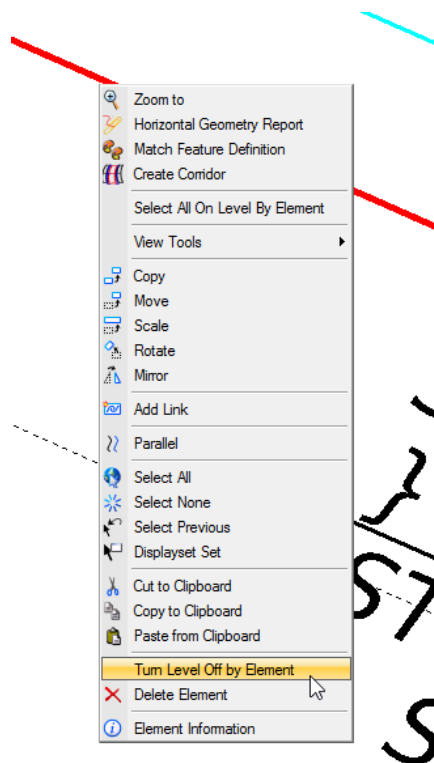 Zoom to
Horizontal Geometry Report
Match Feature Definition
Create Corridor
Select All On Level By Element
View Tools
Copy
Move
Scale
Rotate
Mirror
Add Link
Parallel
Select All
Select None
Select Previous
Displayset Set
Cut to Clipboard
Copy to Clipboard
Paste from Clipboard
ST
Turn Level Off by Element
Delete Element
Element Information
S